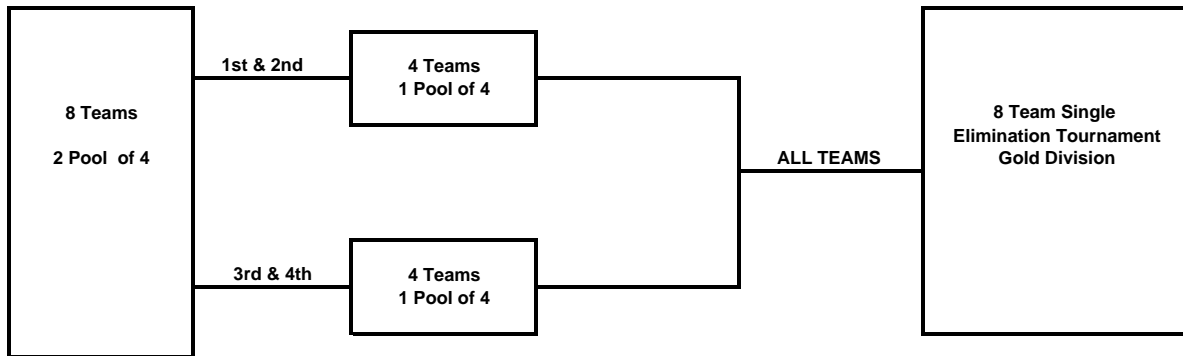 8 Teams
2 Pool of 4
1st & 2nd
4 Teams
1 Pool of 4
3rd & 4th
4 Teams
1 Pool of 4
ALL TEAMS
8 Team Single
Elimination Tournament
Gold Division